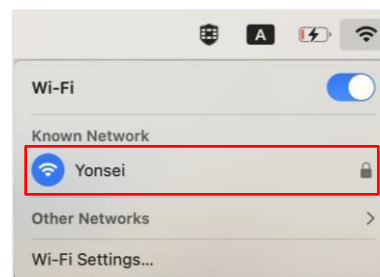 A
Wi-Fi
Known Network
Yonsei
Other Networks
Wi-Fi Settings...